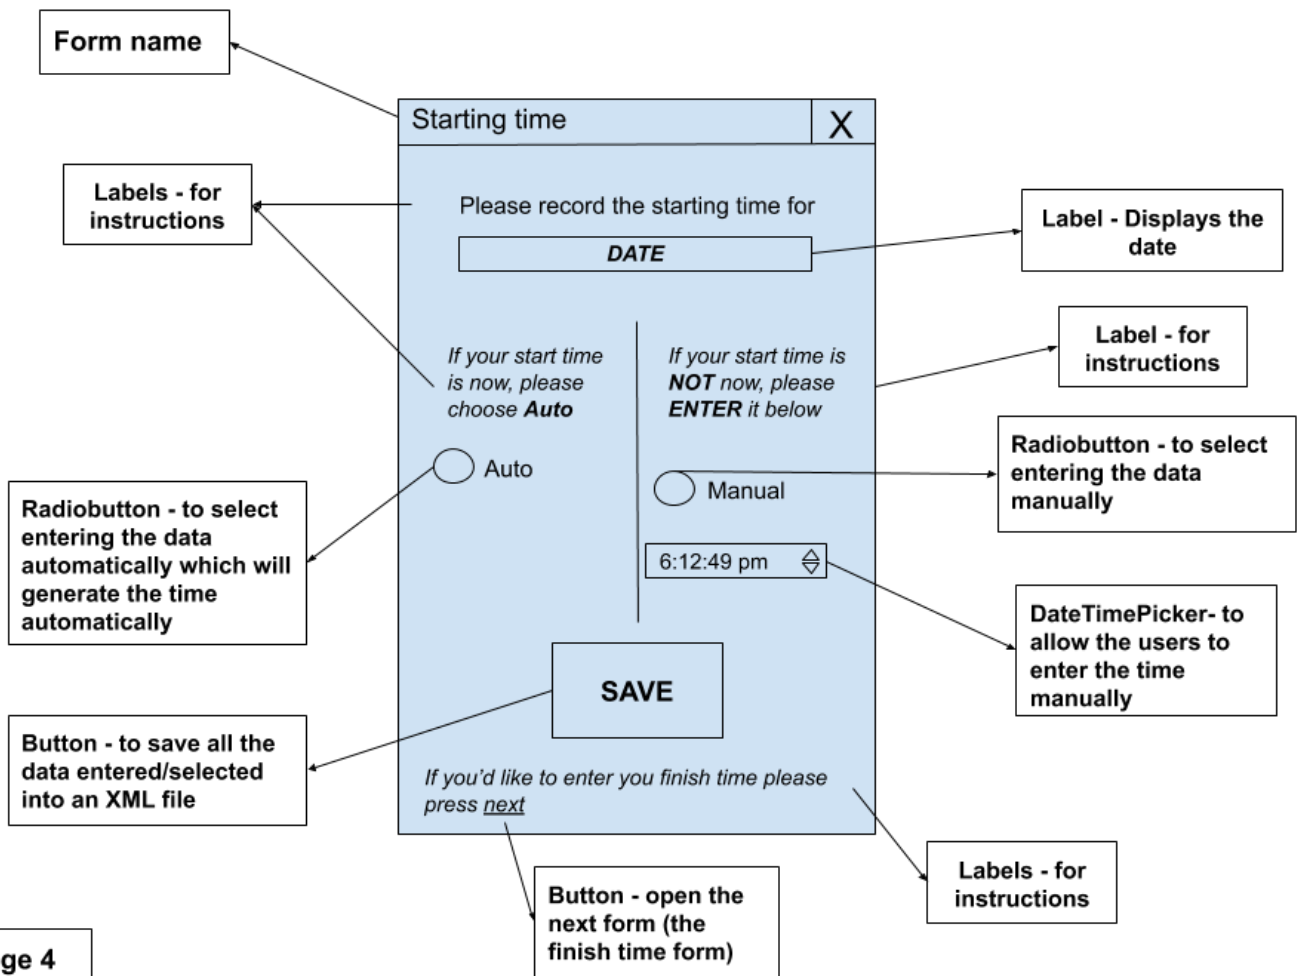 Form name
Starting time
X
Labels - for
instructions
Please record the starting time for
DATE
Label - Displays the
date
Label - for
instructions
If your start time
is now, please
choose Auto
If your start time is
NOT now, please
ENTER it below
Auto
Manual
Radiobutton - to select
entering the data
manually
Radiobutton - to select
entering the data
automatically which will
generate the time
automatically
6:12:49 pm
DateTimePicker- to
allow the users to
enter the time
manually
SAVE
Button - to save all the
data entered/selected
into an XML file
If you'd like to enter you finish time please
press next
Labels - for
instructions
Button - open the
next form (the
finish time form)
ge 4